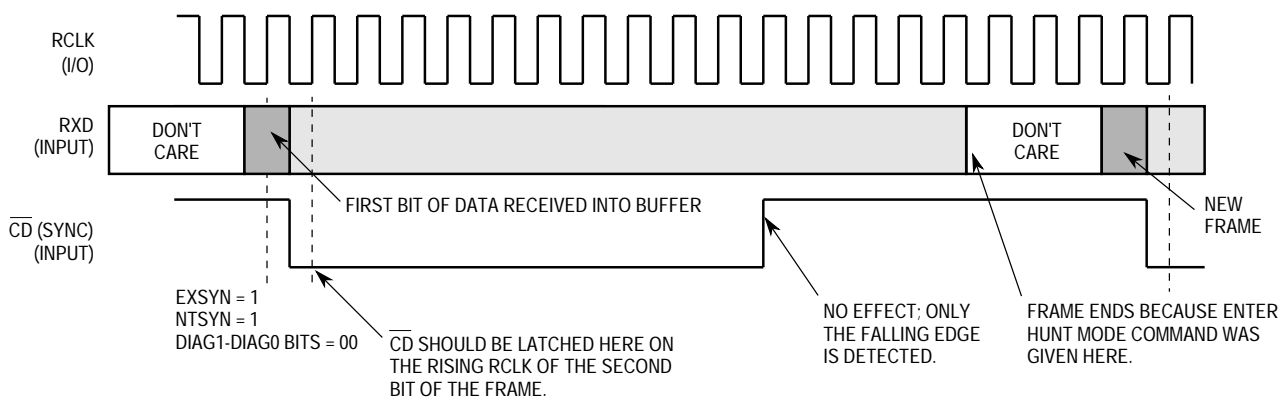 RCLK
(I/O)
RXD
(INPUT)
DON'T
CARE
DON'T
CARE
FIRST BIT OF DATA RECEIVED INTO BUFFER
NEW
FRAME
CD (SYNC)
(INPUT)
EXSYN = 1
NTSYN = 1
DIAG1-DIAG0 BITS = 00
CD SHOULD BE LATCHED HERE ON
THE RISING RCLK OF THE SECOND
BIT OF THE FRAME.
NO EFFECT; ONLY
THE FALLING EDGE
IS DETECTED.
FRAME ENDS BECAUSE ENTER
HUNT MODE COMMAND WAS
GIVEN HERE.